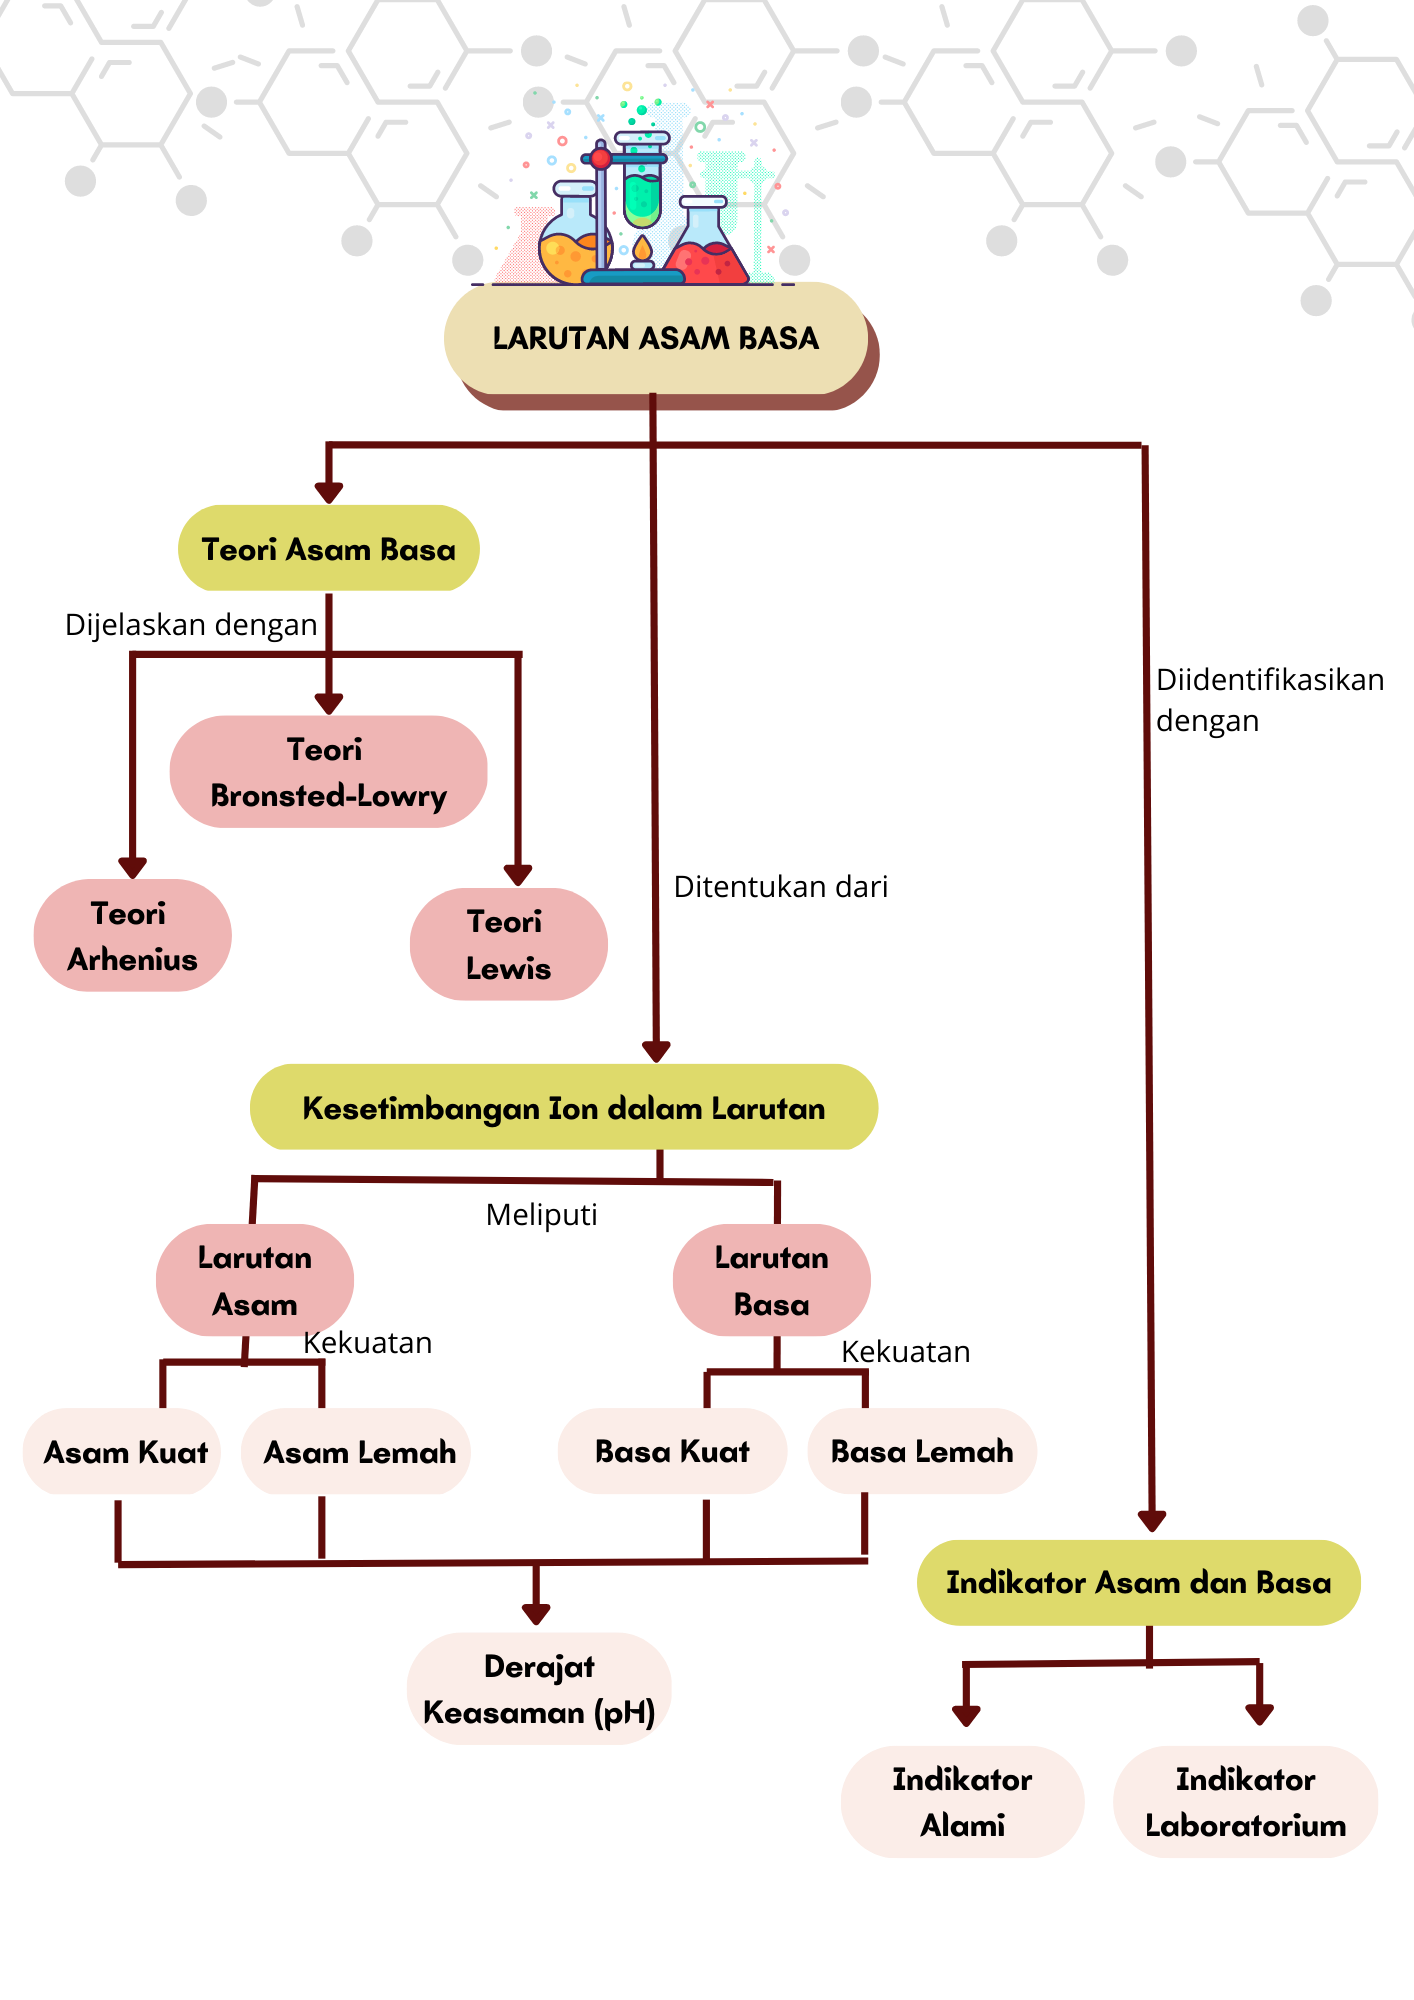 LARUTAN ASAM BASA
Teori Asam Basa
Dijelaskan dengan
Diidentifikasikan
dengan
Teori
Bronsted-Lowry
Ditentukan dari
Teori
Arhenius
Teori
Lewis
Kesetimbangan Ion dalam Larutan
Meliputi
Larutan
Asam
Larutan
Basa
Kekuatan
Kekuatan
Asam Kuat
Asam Lemah
Basa Kuat
Basa Lemah
Indikator Asam dan Basa
Derajat
Keasaman (pH)
Indikator
Alami
Indikator
Laboratorium